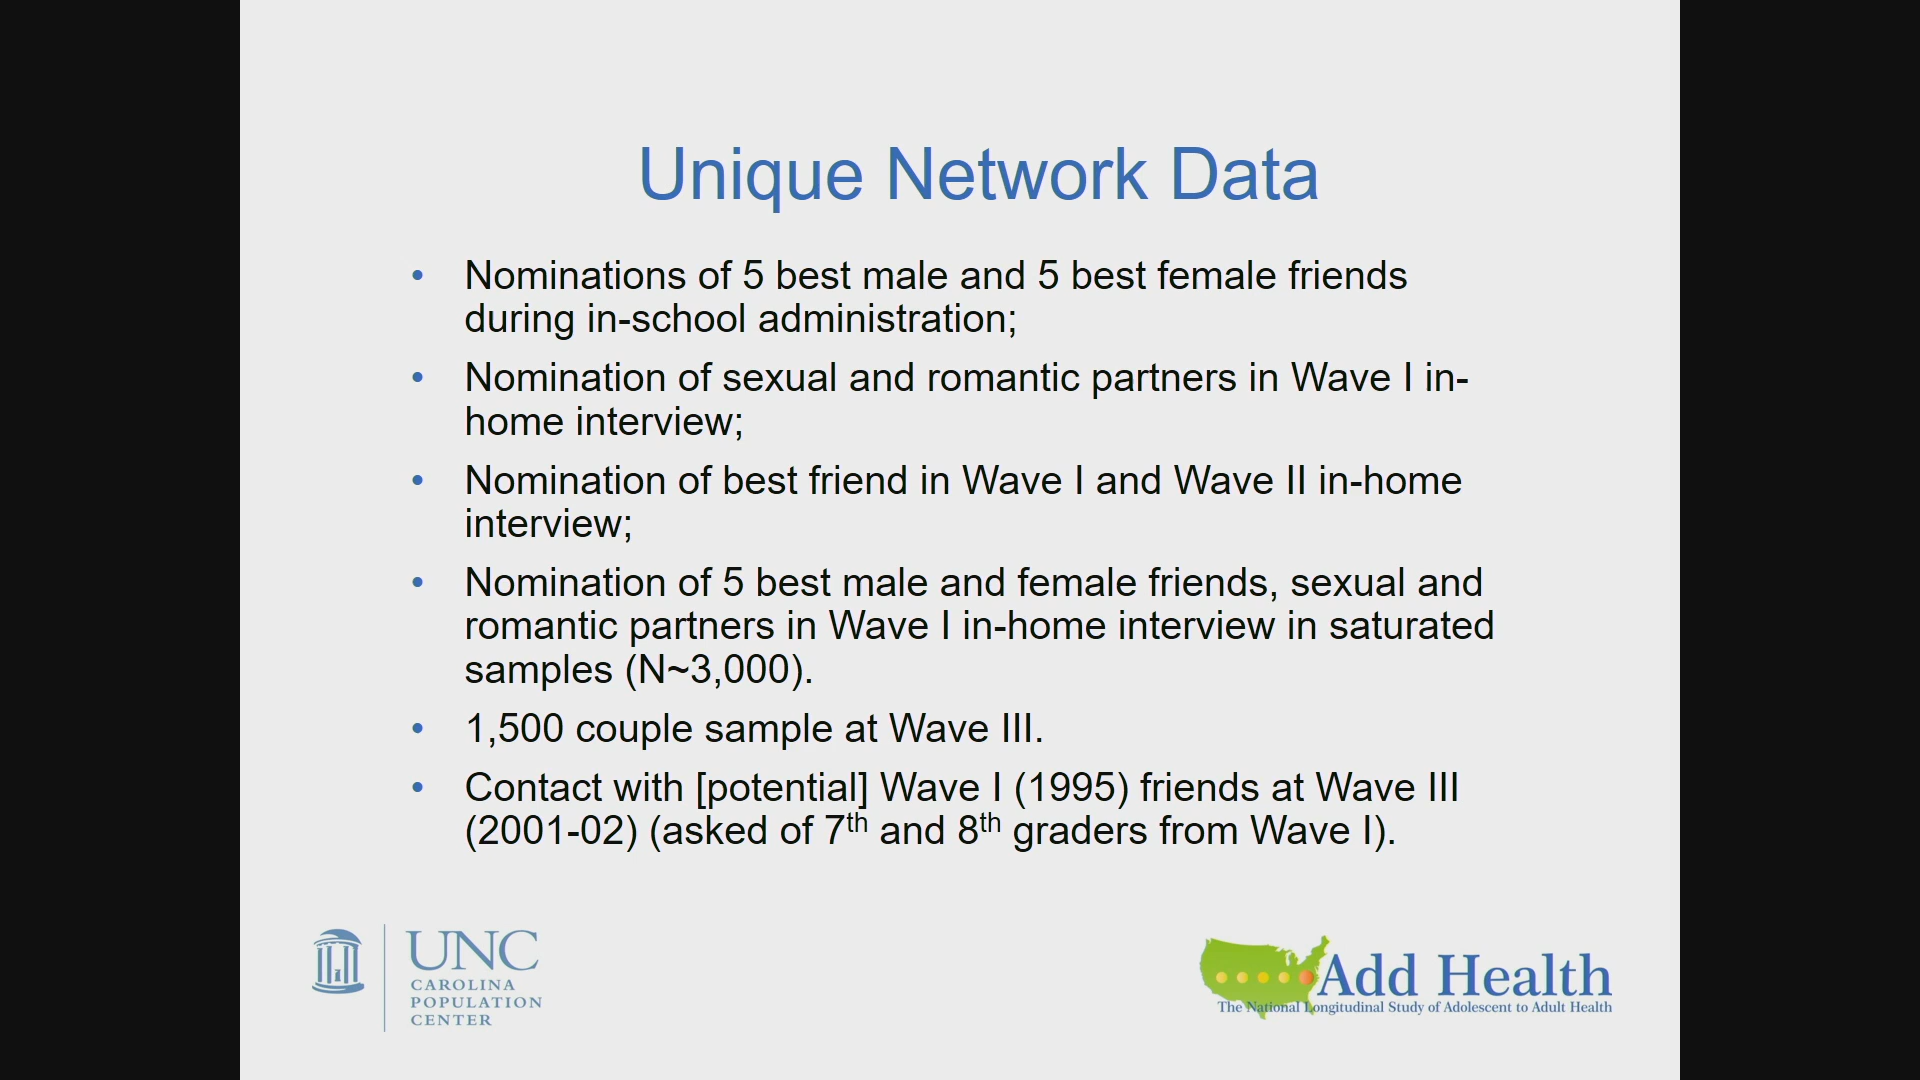 Unique Network Data
• Nominations of 5 best male and 5 best female friends
during in-school administration;
• Nomination of sexual and romantic partners in Wave I in-
home interview;
• Nomination of best friend in Wave I and Wave II in-home
interview;
• Nomination of 5 best male and female friends, sexual and
romantic partners in Wave I in-home interview in saturated
samples (N~3,000).
• 1,500 couple sample at Wave III.
• Contact with [potential] Wave I (1995) friends at Wave III
(2001-02) (asked of 7th and 8th graders from Wave I).
UNC
CAROLINA
POPULATION
CENTER
Add Health
The National Longitudinal Study of Adolescent to Adult Health